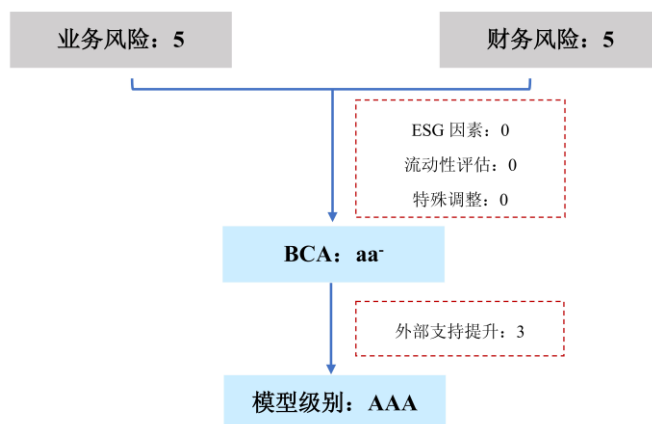 业务风险：5
财务风险：5
ESG 因素：0
流动性评估：0
特殊调整：0
BCA：aa-
外部支持提升：3
模型级别：AAA